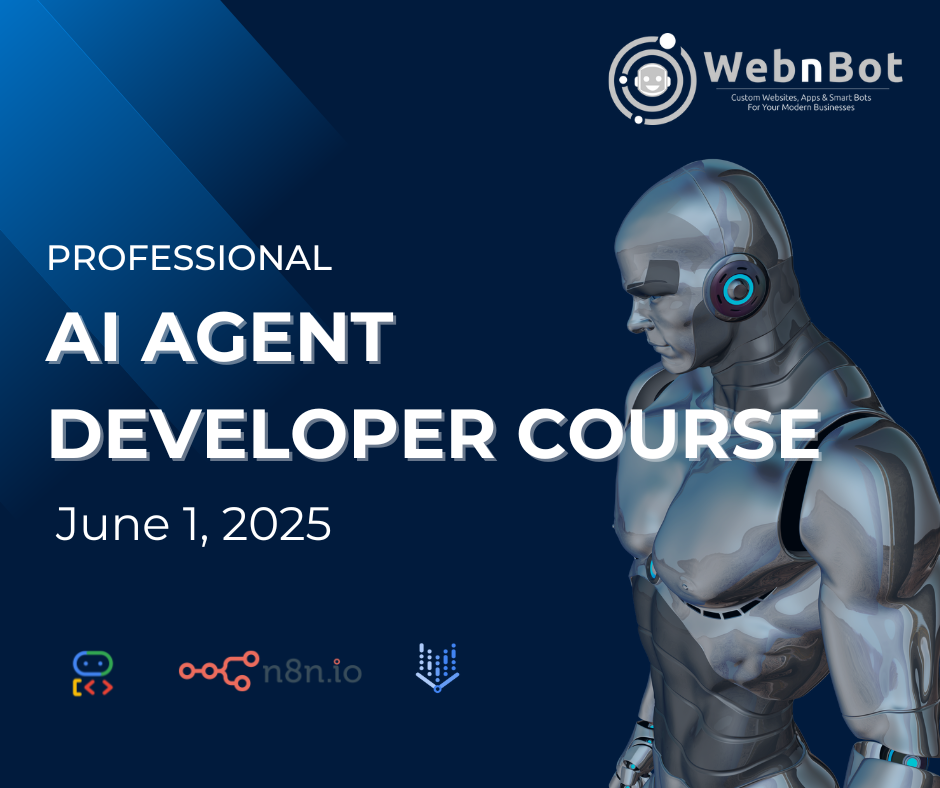 WebnBot
Custom Websites, Apps & Smart Bots
For Your Modern Businesses
PROFESSIONAL
AI AGENT
DEVELOPER COURSE
June 1, 2025
n8n.io